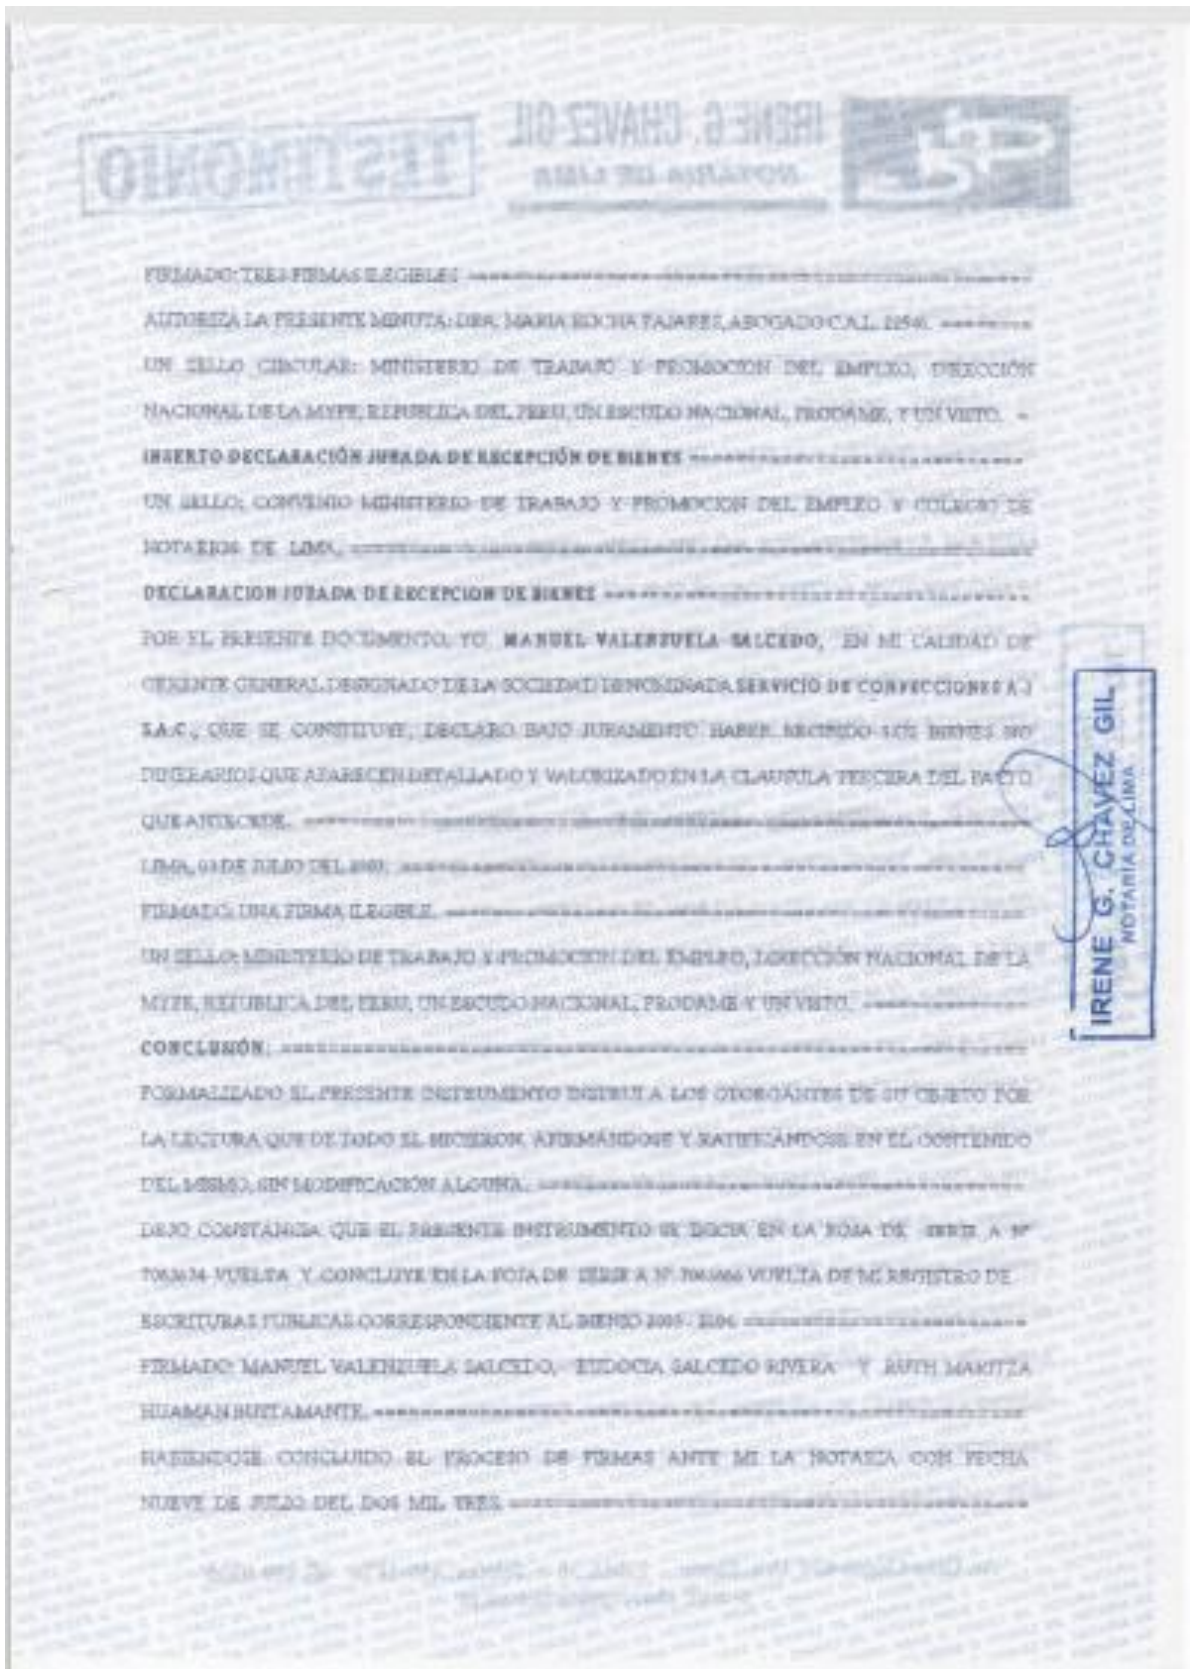 IRENE G. CHAVEZ GIL
NOTARIA DE LIMA
TESTIMONIO
FIRMADO: TRES FIRMAS ILEGIBLES
AUTORIZA LA PRESENTE MINUTA: DRA. MARIA ROCHA PAJARES, ABOGADO C.A.L.
UN SELLO CIRCULAR: MINISTERIO DE TRABAJO Y PROMOCION DEL EMPLEO, DIRECCIÓN
NACIONAL DE LA MYPE, REPUBLICA DEL PERU, UN ESCUDO NACIONAL, PRODAME, Y UN VISTO.
INSERTO DECLARACIÓN JURADA DE RECEPCIÓN DE BIENES
UN SELLO: CONVENIO MINISTERIO DE TRABAJO Y PROMOCION DEL EMPLEO Y COLEGIO DE
NOTARIOS DE LIMA.
DECLARACION JURADA DE RECEPCION DE BIENES
POR EL PRESENTE DOCUMENTO, YO MANUEL VALENZUELA SALCEDO, EN MI CALIDAD DE
GERENTE GENERAL DESIGNADO DE LA SOCIEDAD DENOMINADA SERVICIO DE CONFECCIONES A J
S.A.C., QUE SE CONSTITUYE, DECLARO BAJO JURAMENTO HABER RECIBIDO LOS BIENES NO
DINERARIOS QUE APARECEN DETALLADO Y VALORIZADO EN LA CLAUSULA TERCERA DEL PACTO
QUE ANTECEDE.
LIMA, 03 DE JULIO DEL 2003.
FIRMADO: UNA FIRMA ILEGIBLE.
UN SELLO: MINISTERIO DE TRABAJO Y PROMOCION DEL EMPLEO, DIRECCIÓN NACIONAL DE LA
MYPE, REPUBLICA DEL PERU, UN ESCUDO NACIONAL, PRODAME Y UN VISTO.
CONCLUSIÓN:
FORMALIZADO EL PRESENTE INSTRUMENTO INSTRUI A LOS OTORGANTES DE SU OBJETO POR
LA LECTURA QUE DE TODO EL HICIERON, AFIRMÁNDOSE Y RATIFICÁNDOSE EN EL CONTENIDO
DEL MISMO, SIN MODIFICACIÓN ALGUNA.
DEJO CONSTANCIA QUE EL PRESENTE INSTRUMENTO SE INICIA EN LA FOJA DE SERIE A Nº
VUELTA Y CONCLUYE EN LA FOJA DE SERIE A Nº VUELTA DE MI REGISTRO DE
ESCRITURAS PUBLICAS CORRESPONDIENTE AL BIENIO 2003 - 2004
FIRMADO: MANUEL VALENZUELA SALCEDO, EUDOCIA SALCEDO RIVERA Y RUTH MARITZA
HUAMAN BUSTAMANTE.
HABIENDOSE CONCLUIDO EL PROCESO DE FIRMAS ANTE MI LA NOTARIA CON FECHA
NUEVE DE JULIO DEL DOS MIL TRES
IRENE G. CHAVEZ GIL
NOTARIA DE LIMA